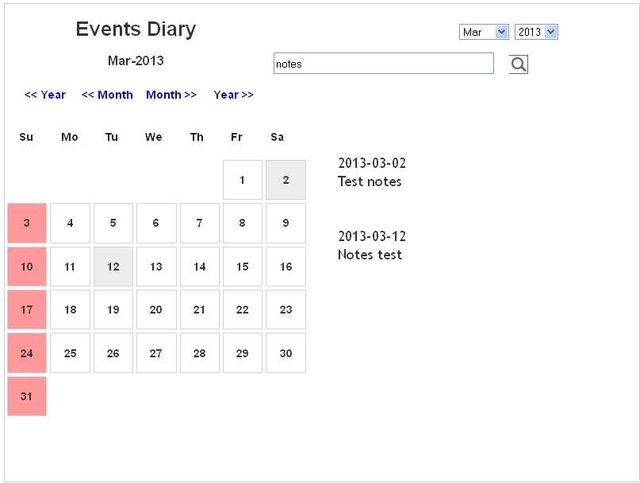 Events Diary
Mar 2013
Mar-2013
notes
<< Year << Month Month >> Year >>
Su Mo Tu We Th Fr Sa
1 2
3 4 5 6 7 8 9
10 11 12 13 14 15 16
17 18 19 20 21 22 23
24 25 26 27 28 29 30
31
2013-03-02
Test notes
2013-03-12
Notes test